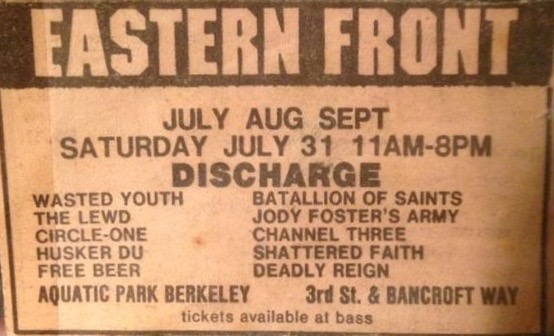 EASTERN FRONT
JULY AUG SEPT
SATURDAY JULY 31 11AM-8PM
DISCHARGE
WASTED YOUTH
THE LEWD
CIRCLE-ONE
HUSKER DU
FREE BEER
BATALLION OF SAINTS
JODY FOSTER'S ARMY
CHANNEL THREE
SHATTERED FAITH
DEADLY REIGN
AQUATIC PARK BERKELEY 3rd St. & BANCROFT WAY
tickets available at bass